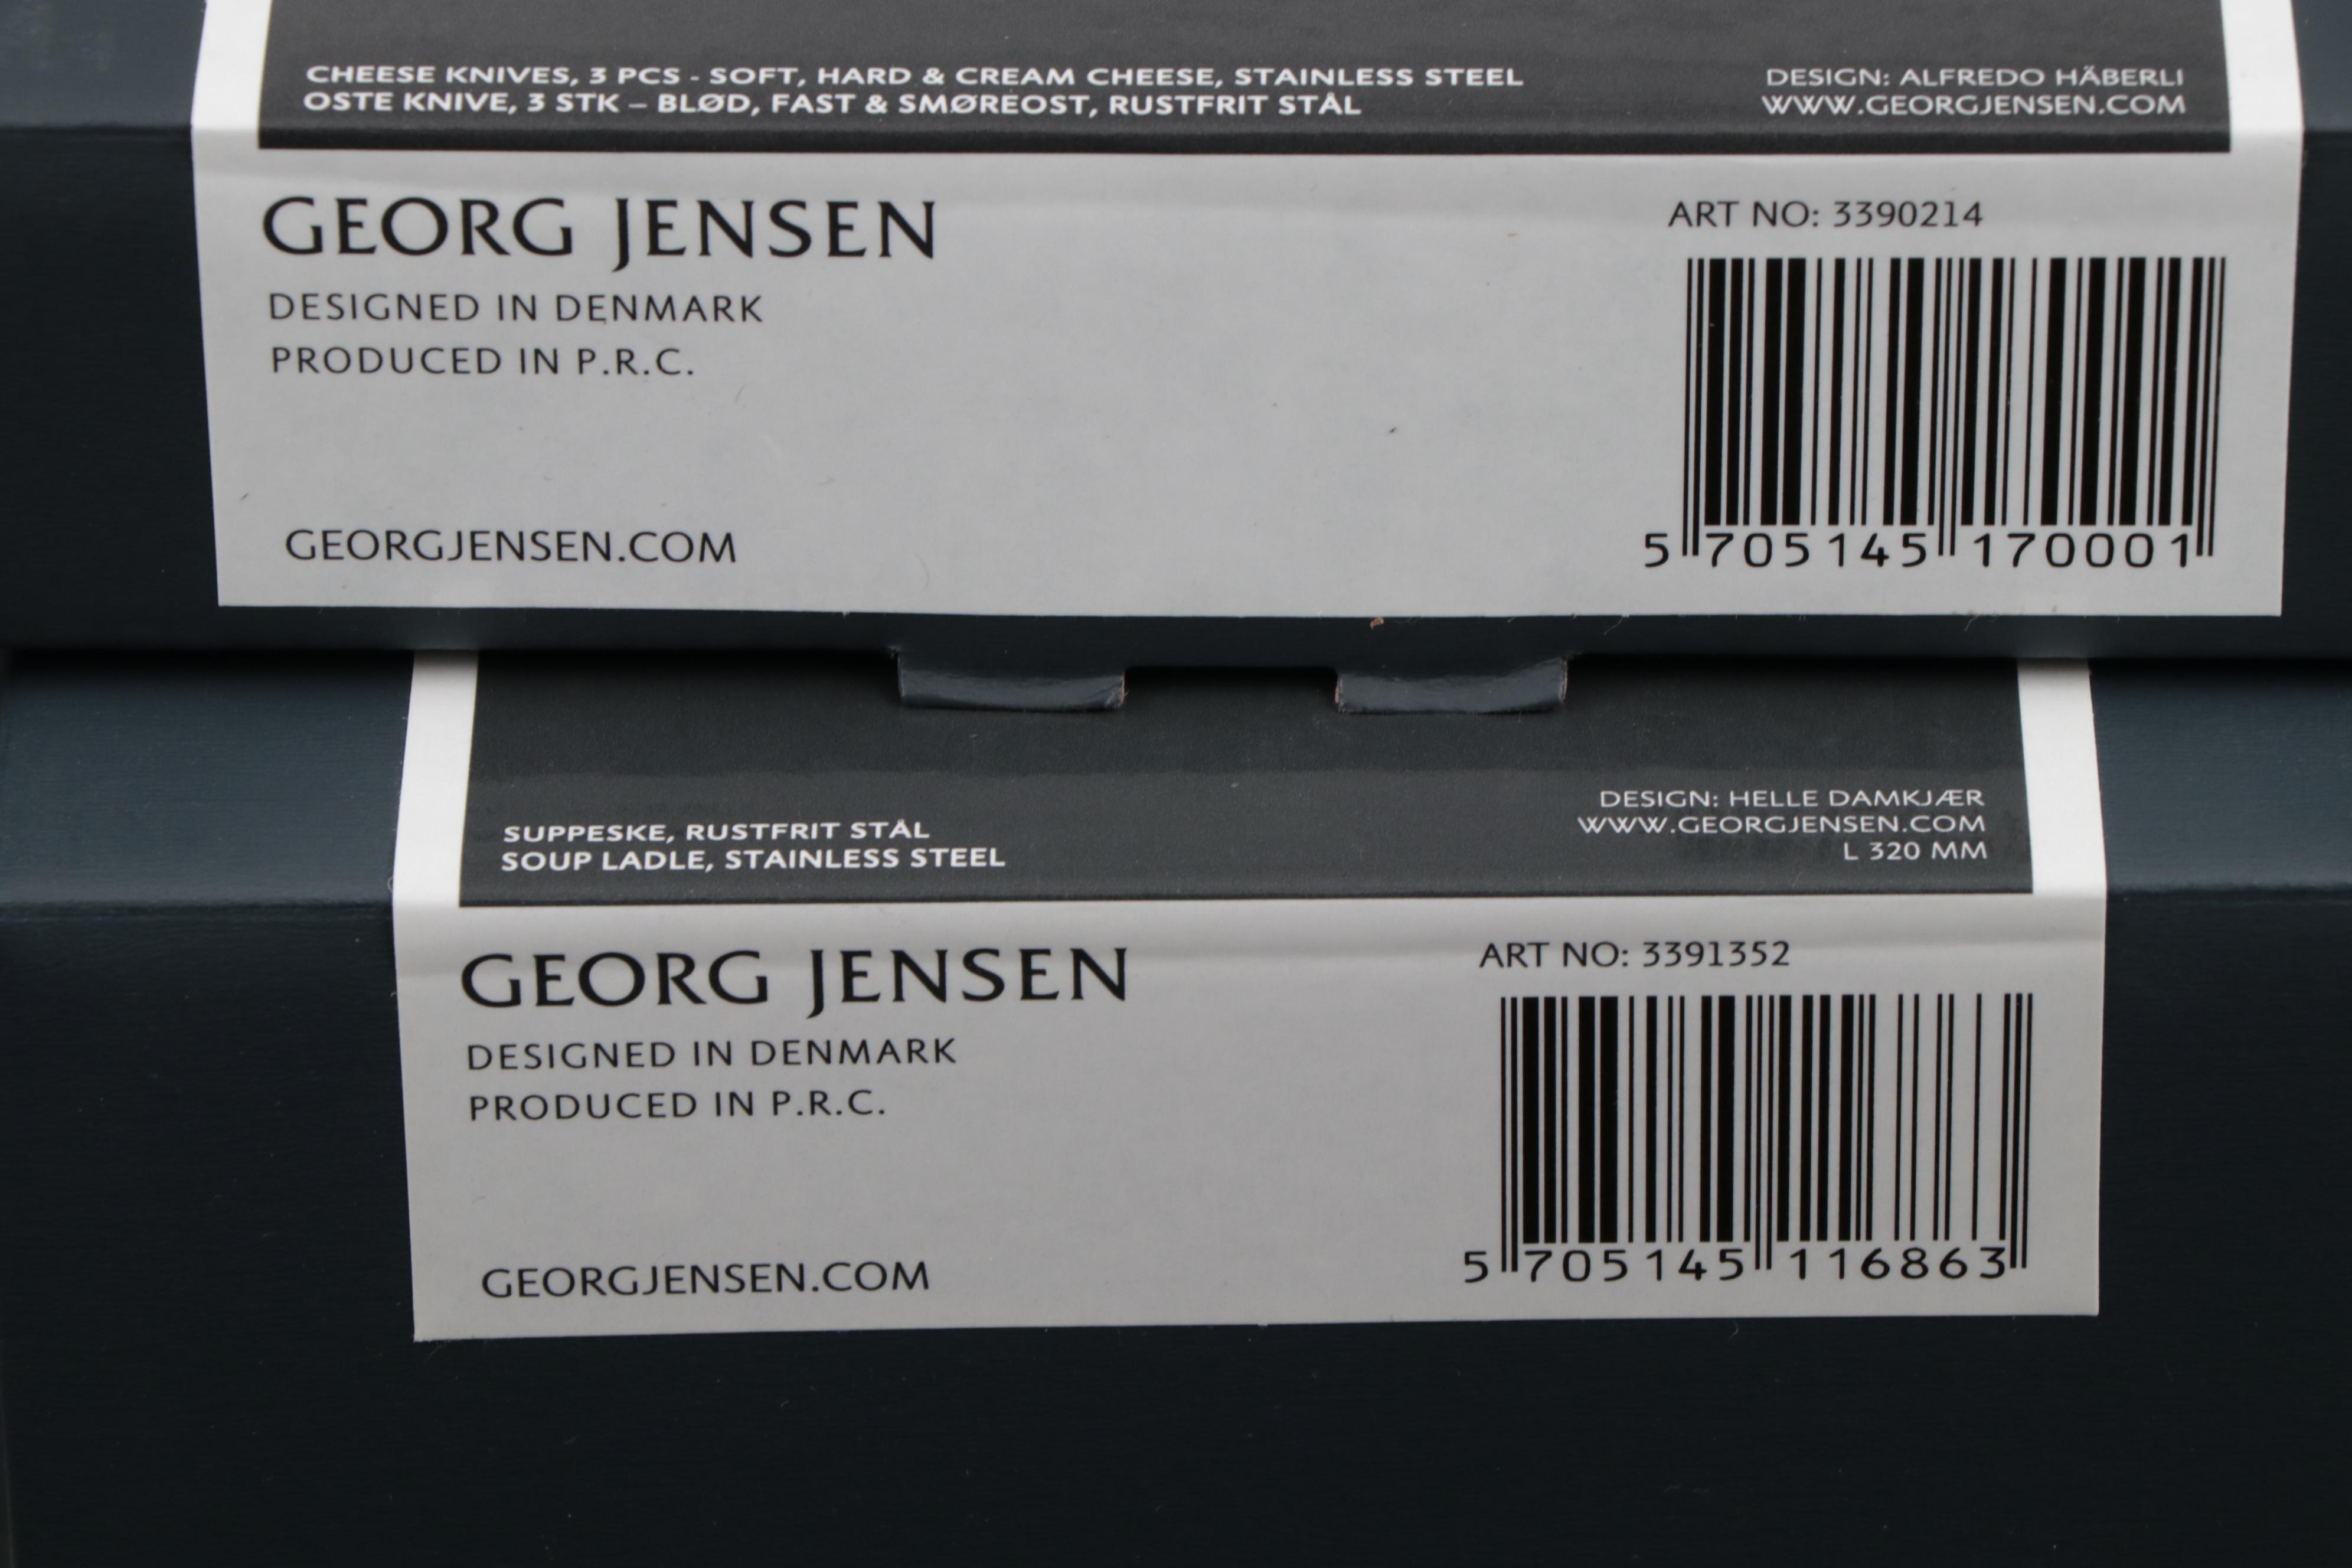 CHEESE KNIVES, 3 PCS - SOFT, HARD & CREAM CHEESE, STAINLESS STEEL
OSTE KNIVE, 3 STK – BLØD, FAST & SMØREOST, RUSTFRIT STÅL
DESIGN: ALFREDO HÄBERLI
WWW.GEORGJENSEN.COM
GEORG JENSEN
DESIGNED IN DENMARK
PRODUCED IN P.R.C.
GEORGJENSEN.COM
ART NO: 3390214
5 705145 170001
SUPPESKE, RUSTFRIT STÅL
SOUP LADLE, STAINLESS STEEL
DESIGN: HELLE DAMKJÆR
WWW.GEORGJENSEN.COM
L 320 MM
GEORG JENSEN
DESIGNED IN DENMARK
PRODUCED IN P.R.C.
GEORGJENSEN.COM
ART NO: 3391352
5 705145 116863